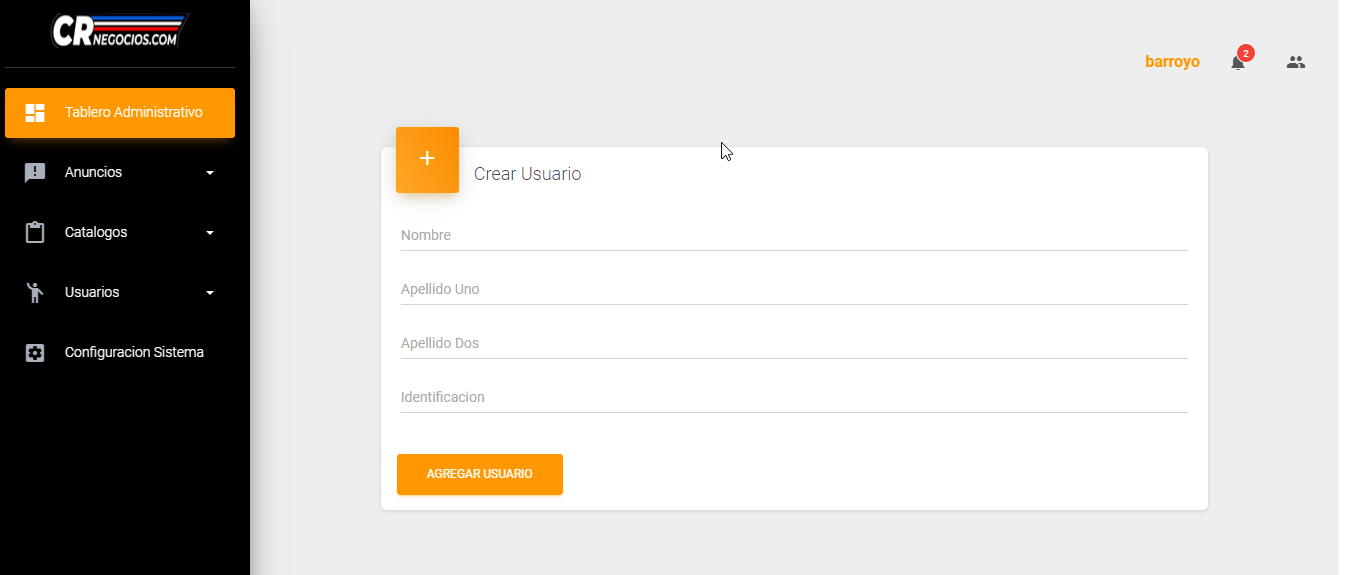 CR NEGOCIOS.COM
barroyo
2
Tablero Administrativo
Anuncios
Catalogos
Usuarios
Configuracion Sistema
+
Crear Usuario
Nombre
Apellido Uno
Apellido Dos
Identificacion
AGREGAR USUARIO